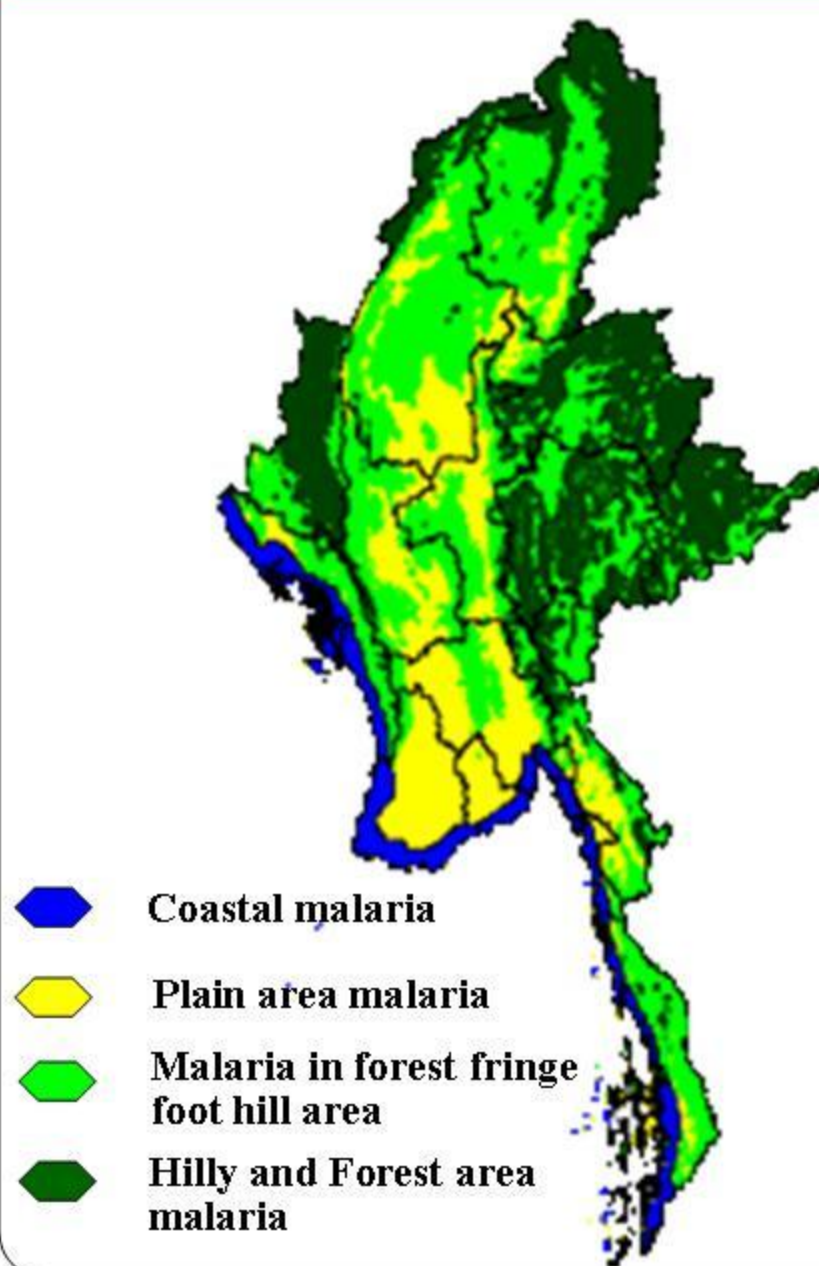 Coastal malaria
Plain area malaria
Malaria in forest fringe
foot hill area
Hilly and Forest area
malaria